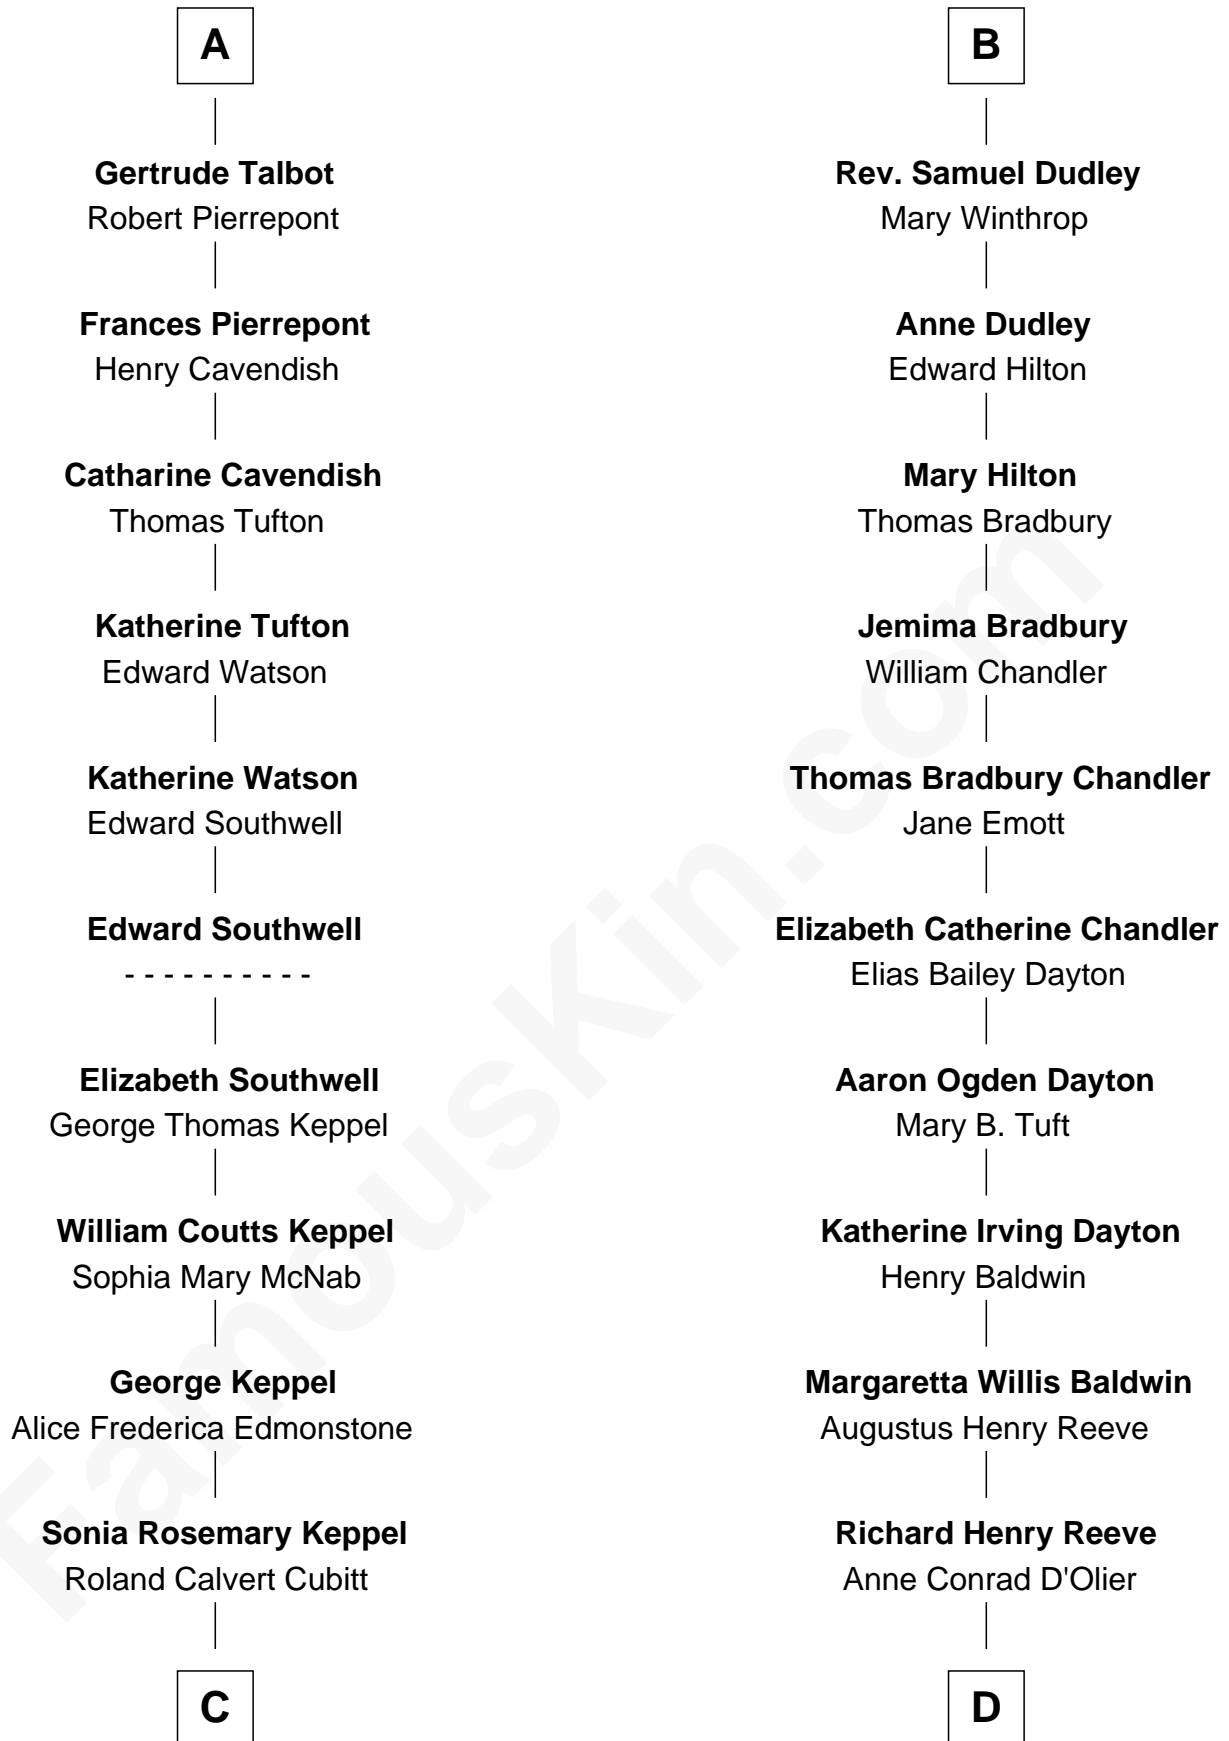 A
Gertrude Talbot
Robert Pierrepont
Frances Pierrepont
Henry Cavendish
Catharine Cavendish
Thomas Tufton
Katherine Tufton
Edward Watson
Katherine Watson
Edward Southwell
Edward Southwell
- - - - - - - - - -
Elizabeth Southwell
George Thomas Keppel
William Coutts Keppel
Sophia Mary McNab
George Keppel
Alice Frederica Edmonstone
Sonia Rosemary Keppel
Roland Calvert Cubitt
C
B
Rev. Samuel Dudley
Mary Winthrop
Anne Dudley
Edward Hilton
Mary Hilton
Thomas Bradbury
Jemima Bradbury
William Chandler
Thomas Bradbury Chandler
Jane Emott
Elizabeth Catherine Chandler
Elias Bailey Dayton
Aaron Ogden Dayton
Mary B. Tuft
Katherine Irving Dayton
Henry Baldwin
Margaretta Willis Baldwin
Augustus Henry Reeve
Richard Henry Reeve
Anne Conrad D'Olier
D
FamousKin.com